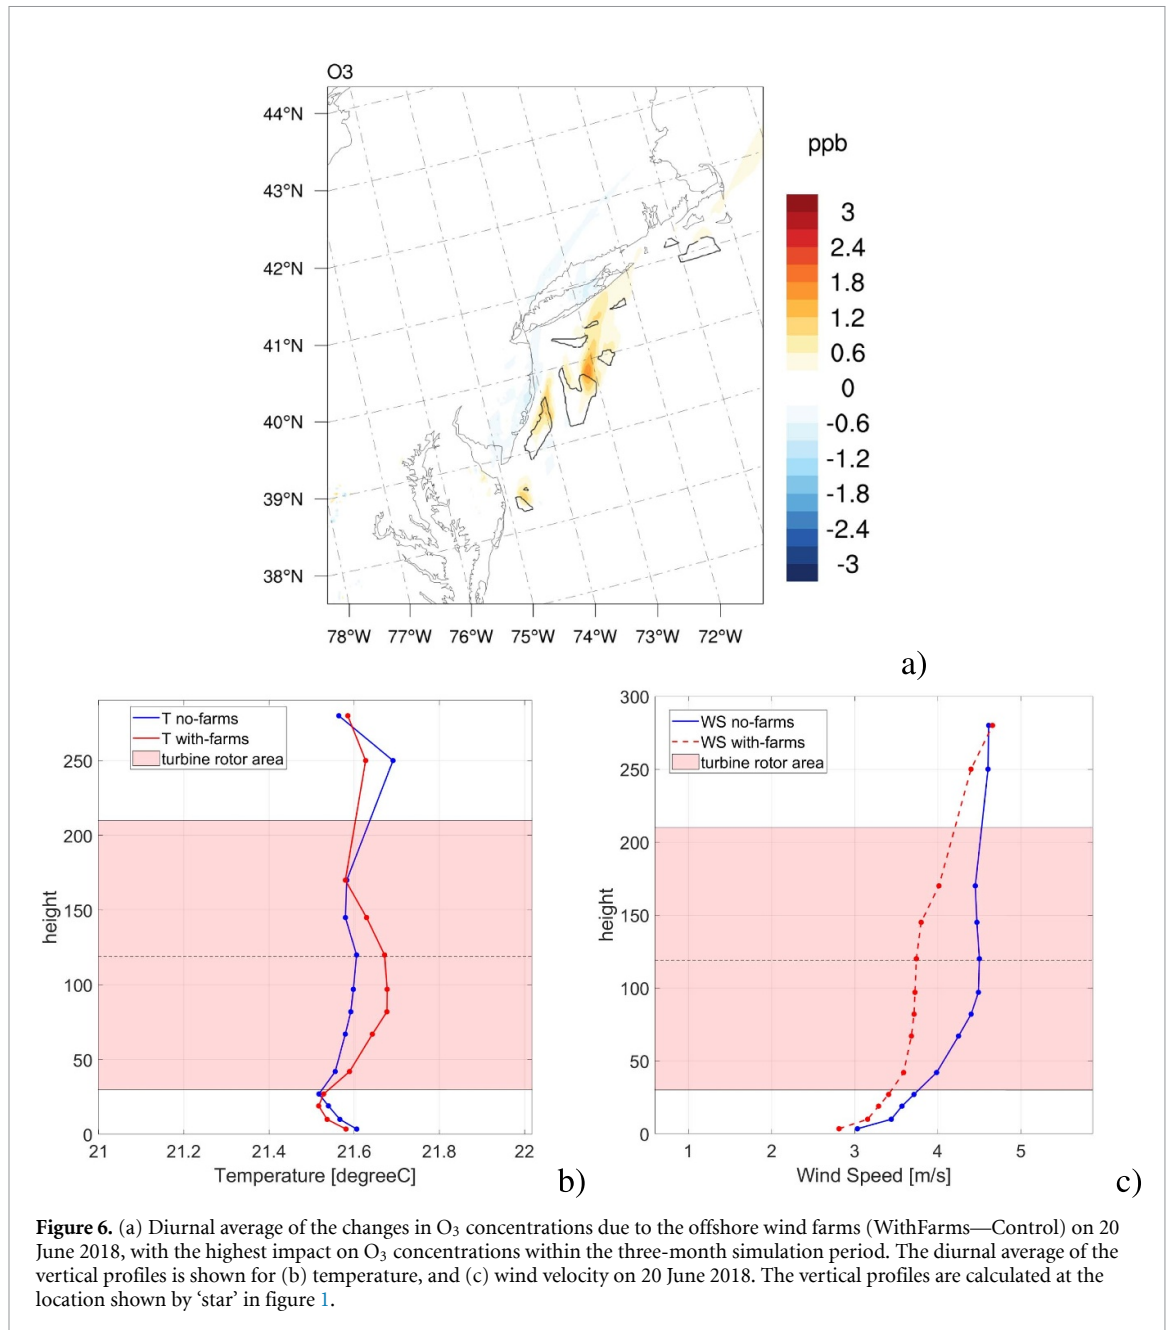 O3
44°N
43°N
42°N
41°N
40°N
39°N
38°N
78°W 77°W 76°W 75°W 74°W 73°W 72°W
ppb
3
2.4
1.8
1.2
0.6
0
-0.6
-1.2
-1.8
-2.4
-3
a)
T no-farms
T with-farms
turbine rotor area
height
250
200
150
100
50
0
21 21.2 21.4 21.6 21.8 22
Temperature [degreeC]
b)
WS no-farms
WS with-farms
turbine rotor area
height
300
250
200
150
100
50
0
1 2 3 4 5
Wind Speed [m/s]
c)
Figure 6. (a) Diurnal average of the changes in O₃ concentrations due to the offshore wind farms (WithFarms—Control) on 20
June 2018, with the highest impact on O₃ concentrations within the three-month simulation period. The diurnal average of the
vertical profiles is shown for (b) temperature, and (c) wind velocity on 20 June 2018. The vertical profiles are calculated at the
location shown by ‘star’ in figure 1.